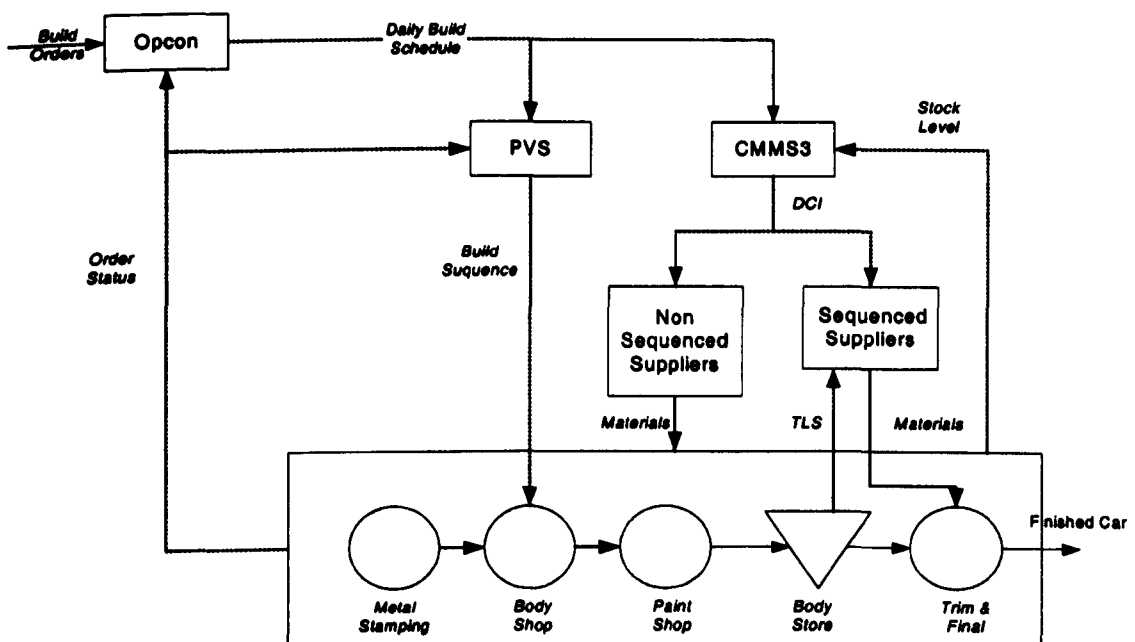 Build
Orders
Opcon
Daily Build
Schedule
Stock
Level
PVS
CMMS3
DCI
Order
Status
Build
Suquence
Non
Sequenced
Suppliers
Sequenced
Suppliers
Materials
TLS
Materials
Finished Car
Metal
Stamping
Body
Shop
Paint
Shop
Body
Store
Trim &
Final